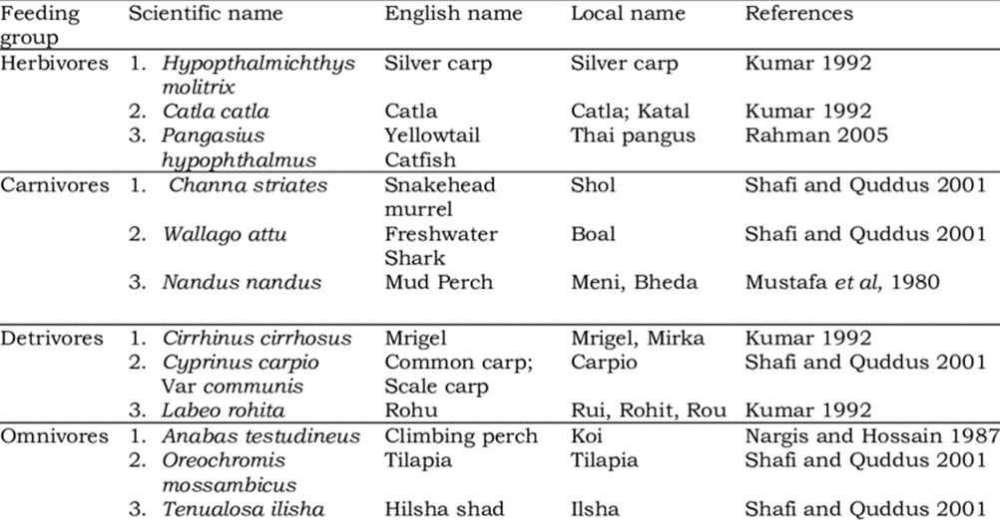 Feeding group Scientific name English name Local name References
Herbivores 1. Hypopthalmichthys molitrix Silver carp Silver carp Kumar 1992
2. Catla catla Catla Catla; Katal Kumar 1992
3. Pangasius hypophthalmus Yellowtail Catfish Thai pangus Rahman 2005
Carnivores 1. Channa striates Snakehead murrel Shol Shafi and Quddus 2001
2. Wallago attu Freshwater Shark Boal Shafi and Quddus 2001
3. Nandus nandus Mud Perch Meni, Bheda Mustafa et al, 1980
Detrivores 1. Cirrhinus cirrhosus Mrigel Mrigel, Mirka Kumar 1992
2. Cyprinus carpio Var communis Common carp; Scale carp Carpio Shafi and Quddus 2001
3. Labeo rohita Rohu Rui, Rohit, Rou Kumar 1992
Omnivores 1. Anabas testudineus Climbing perch Koi Nargis and Hossain 1987
2. Oreochromis mossambicus Tilapia Tilapia Shafi and Quddus 2001
3. Tenualosa ilisha Hilsha shad Ilsha Shafi and Quddus 2001